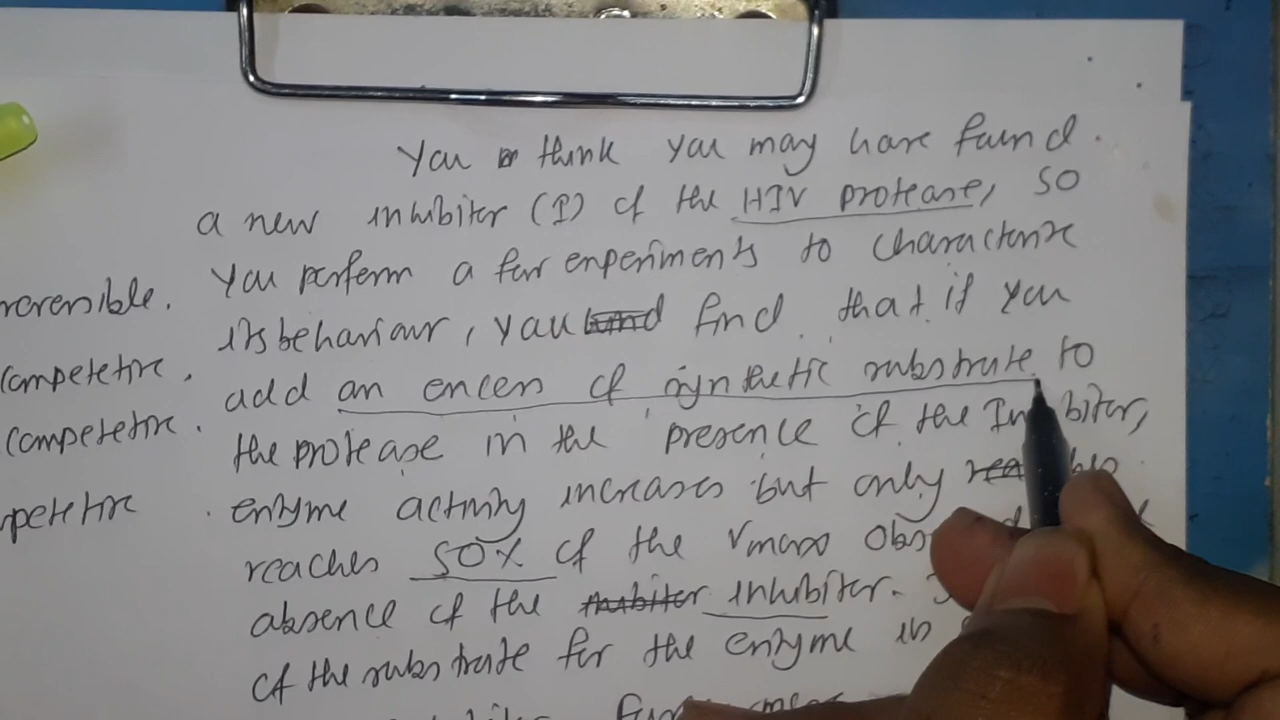 You think you may have found.
a new inhibitor (I) of the HIV protease, so
reversible.
You perform a few experiments to characterize
its behaviour, you find that if you
competetive.
add an excess of synthetic substrate to
competetive.
the protease in the presence of the inhibiter,
enzyme activity increases but only
petetive
reaches 50% of the Vmax Obs
absence of the inhibitor.
of the substrate for the enzyme is